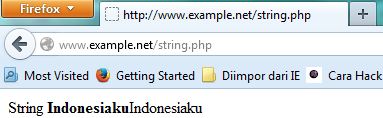 Firefox
http://www.example.net/string.php
www.example.net/string.php
Most Visited Getting Started Diimpor dari IE Cara Hack
String IndonesiakuIndonesiaku